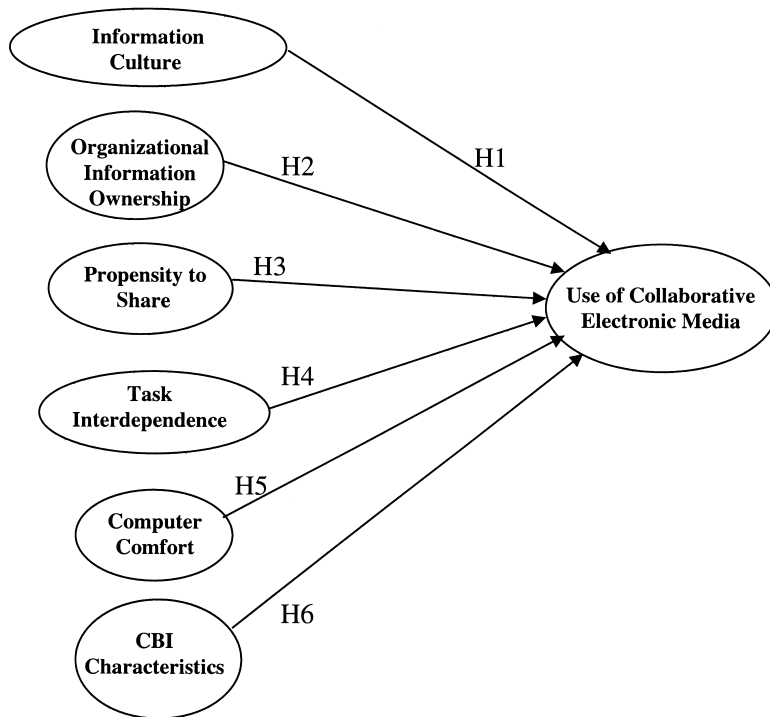 Information
Culture
H1
Organizational
Information
Ownership
H2
Propensity to
Share
H3
Use of Collaborative
Electronic Media
Task
Interdependence
H4
Computer
Comfort
H5
CBI
Characteristics
H6